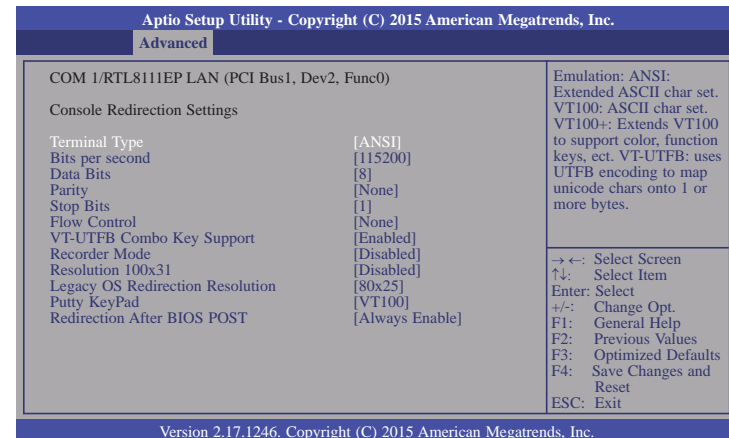 Aptio Setup Utility - Copyright (C) 2015 American Megatrends, Inc.
Advanced
COM 1/RTL8111EP LAN (PCI Bus1, Dev2, Func0)
Console Redirection Settings
Terminal Type [ANSI]
Bits per second [115200]
Data Bits [8]
Parity [None]
Stop Bits [1]
Flow Control [None]
VT-UTFB Combo Key Support [Enabled]
Recorder Mode [Disabled]
Resolution 100x31 [Disabled]
Legacy OS Redirection Resolution [80x25]
Putty KeyPad [VT100]
Redirection After BIOS POST [Always Enable]
Emulation: ANSI:
Extended ASCII char set.
VT100: ASCII char set.
VT100+: Extends VT100
to support color, function
keys, ect. VT-UTFB: uses
UTFB encoding to map
unicode chars onto 1 or
more bytes.
→←: Select Screen
↑↓: Select Item
Enter: Select
+/-: Change Opt.
F1: General Help
F2: Previous Values
F3: Optimized Defaults
F4: Save Changes and
Reset
ESC: Exit
Version 2.17.1246. Copyright (C) 2015 American Megatrends, Inc.